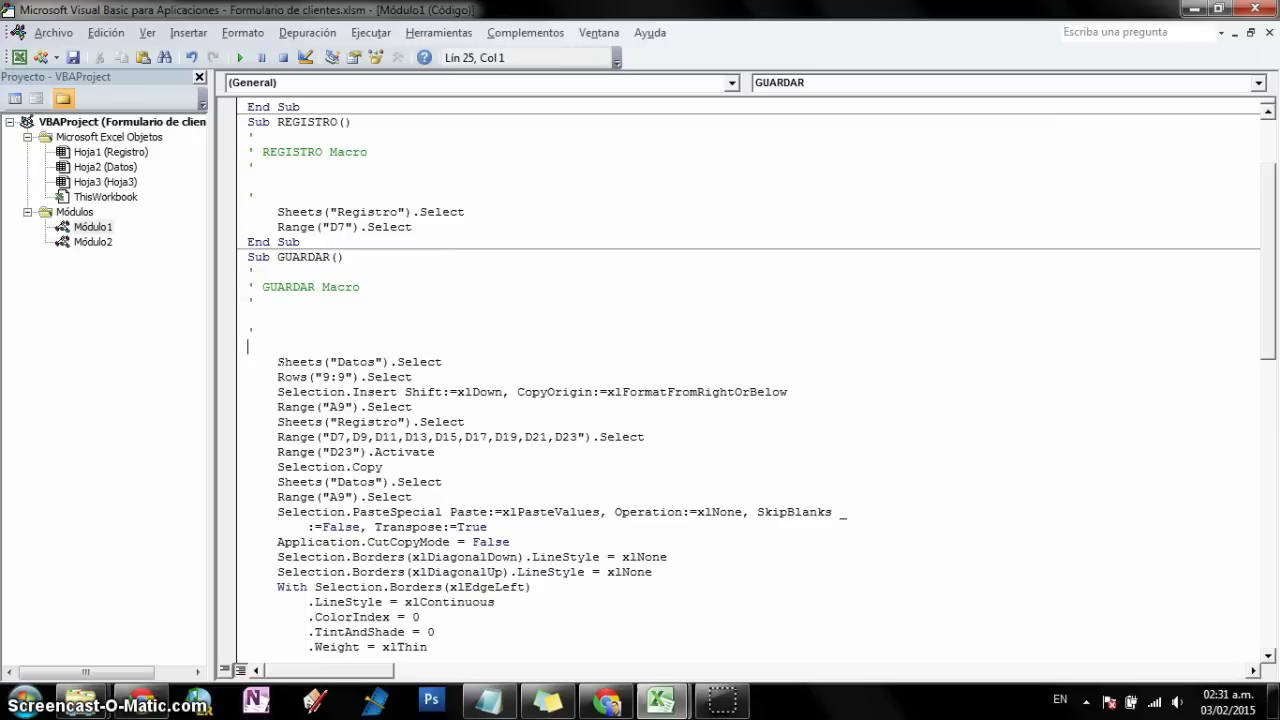 Microsoft Visual Basic para Aplicaciones - Formulario de clientes.xlsm - [Módulo1 (Código)]
Archivo Edición Ver Insertar Formato Depuración Ejecutar Herramientas Complementos Ventana Ayuda
Escriba una pregunta
Lín 25, Col 1
Proyecto - VBAProject
(General)
GUARDAR
VBAProject (Formulario de clien
Microsoft Excel Objetos
Hoja1 (Registro)
Hoja2 (Datos)
Hoja3 (Hoja3)
ThisWorkbook
Módulos
Módulo1
Módulo2
End Sub
Sub REGISTRO()
'
' REGISTRO Macro
'
'
Sheets("Registro").Select
Range("D7").Select
End Sub
Sub GUARDAR()
'
' GUARDAR Macro
'
'
Sheets("Datos").Select
Rows("9:9").Select
Selection.Insert Shift:=xlDown, CopyOrigin:=xlFormatFromRightOrBelow
Range("A9").Select
Sheets("Registro").Select
Range("D7,D9,D11,D13,D15,D17,D19,D21,D23").Select
Range("D23").Activate
Selection.Copy
Sheets("Datos").Select
Range("A9").Select
Selection.PasteSpecial Paste:=xlPasteValues, Operation:=xlNone, SkipBlanks _
:=False, Transpose:=True
Application.CutCopyMode = False
Selection.Borders(xlDiagonalDown).LineStyle = xlNone
Selection.Borders(xlDiagonalUp).LineStyle = xlNone
With Selection.Borders(xlEdgeLeft)
.LineStyle = xlContinuous
.ColorIndex = 0
.TintAndShade = 0
.Weight = xlThin
Screencast-O-Matic.com
Ps
EN
02:31 a.m.
03/02/2015